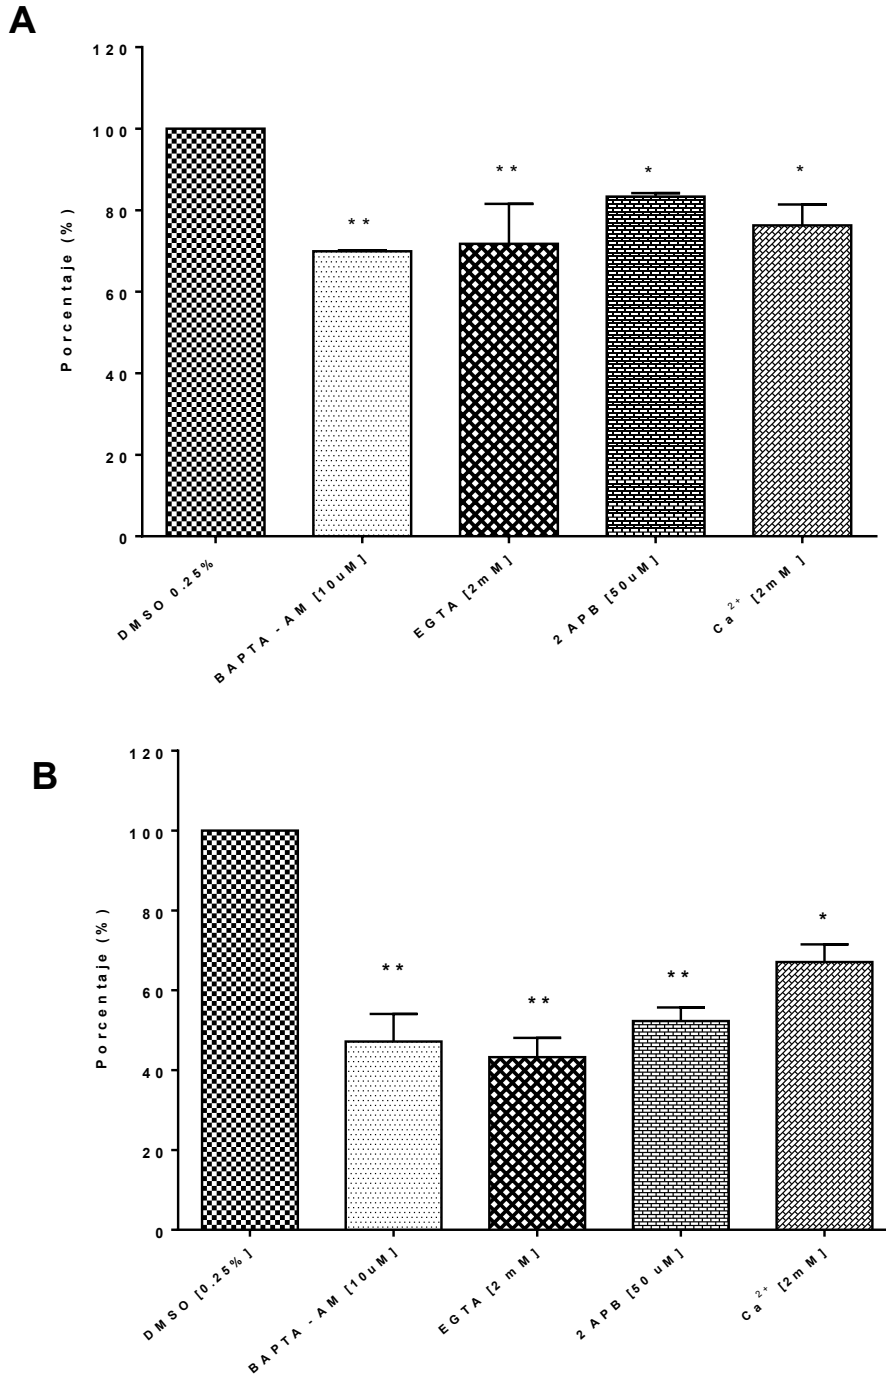 A
120
100
80
60
40
20
0
Porcentaje (%)
* *
* *
*
*
DMSO 0.25%
BAPTA - AM [10uM]
EGTA [2mM]
2 APB [50uM]
Ca2+ [2mM]
B
120
100
80
60
40
20
0
Porcentaje (%)
* *
* *
* *
*
DMSO [0.25%]
BAPTA - AM [10uM]
EGTA [2 mM]
2 APB [50 uM]
Ca2+ [2mM]